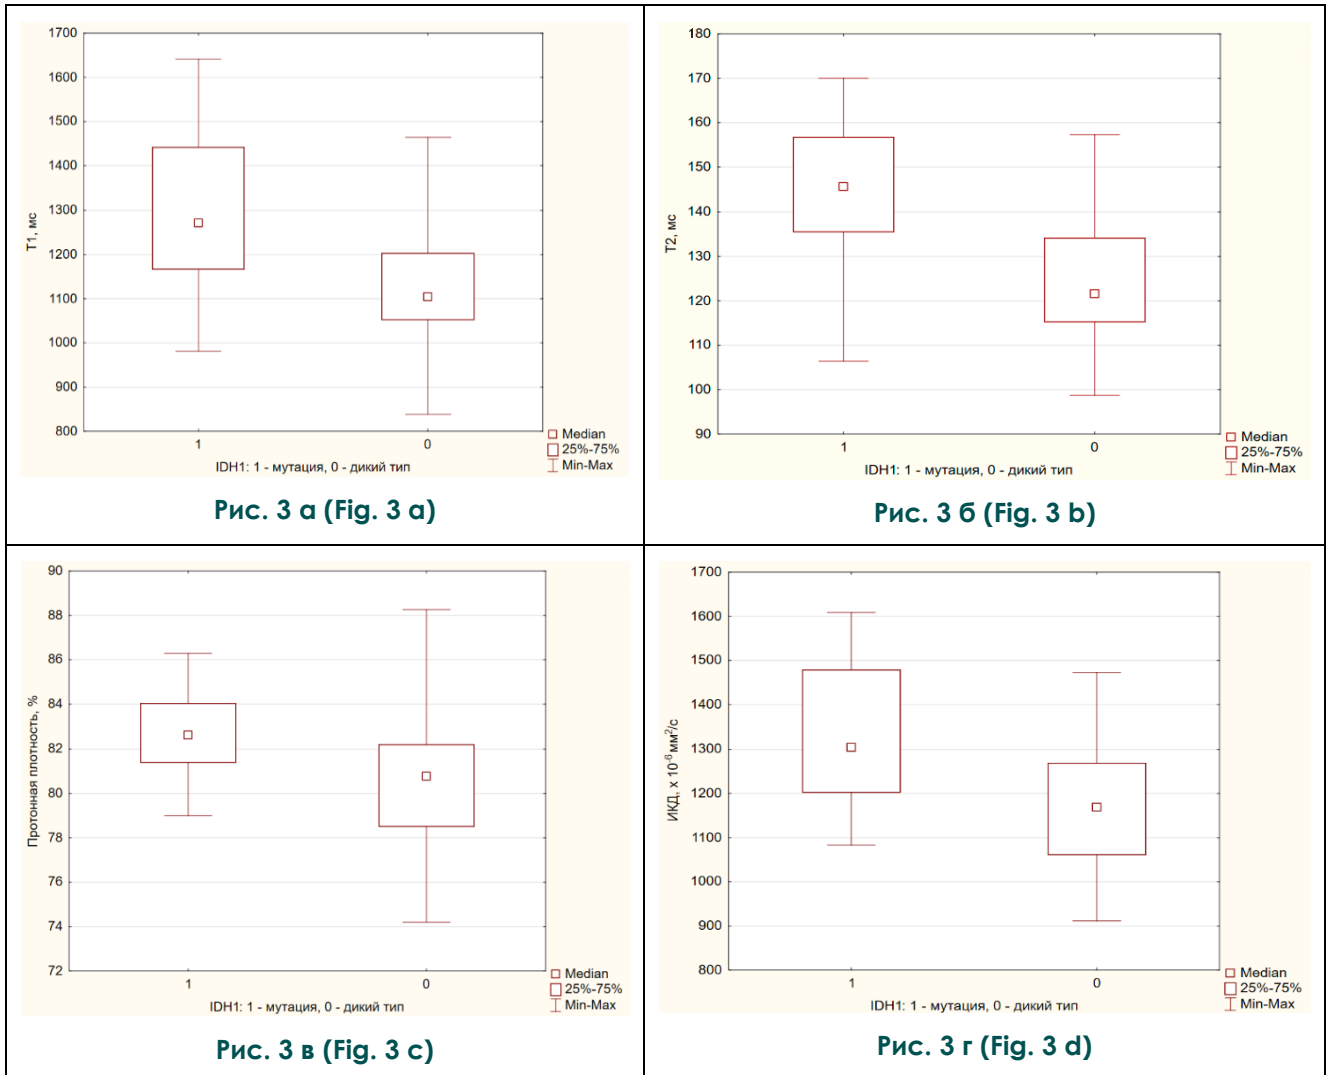 1700
1600
1500
1400
1300
1200
1100
1000
900
800
T1, мс
1
0
IDH1: 1 - мутация, 0 - дикий тип
Median
25%-75%
Min-Max
Рис. 3 а (Fig. 3 a)
180
170
160
150
140
130
120
110
100
90
T2, мс
1
0
IDH1: 1 - мутация, 0 - дикий тип
Median
25%-75%
Min-Max
Рис. 3 б (Fig. 3 b)
90
88
86
84
82
80
78
76
74
72
Протонная плотность, %
1
0
IDH1: 1 - мутация, 0 - дикий тип
Median
25%-75%
Min-Max
Рис. 3 в (Fig. 3 c)
1700
1600
1500
1400
1300
1200
1100
1000
900
800
ИКД, х 10⁻⁶ мм²/с
1
0
IDH1: 1 - мутация, 0 - дикий тип
Median
25%-75%
Min-Max
Рис. 3 г (Fig. 3 d)